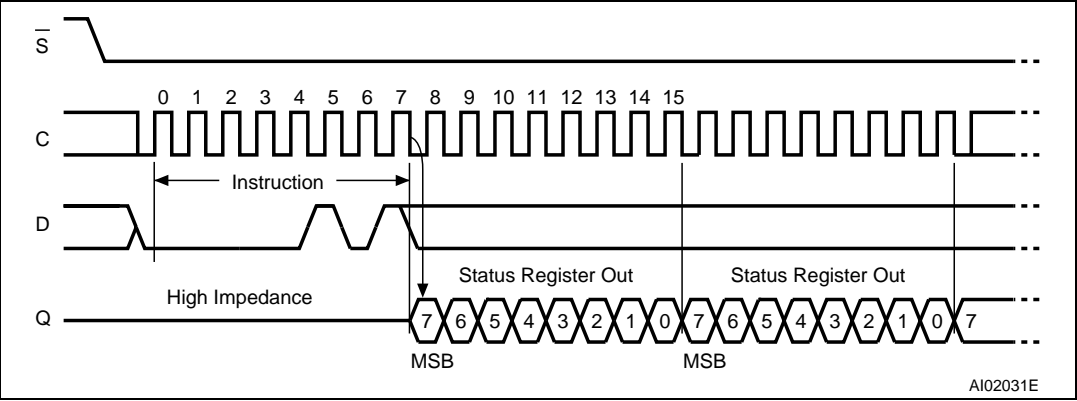 S
0 1 2 3 4 5 6 7 8 9 10 11 12 13 14 15
C
Instruction
D
Status Register Out Status Register Out
High Impedance
Q 7 6 5 4 3 2 1 0 7 6 5 4 3 2 1 0 7
MSB MSB
AI02031E